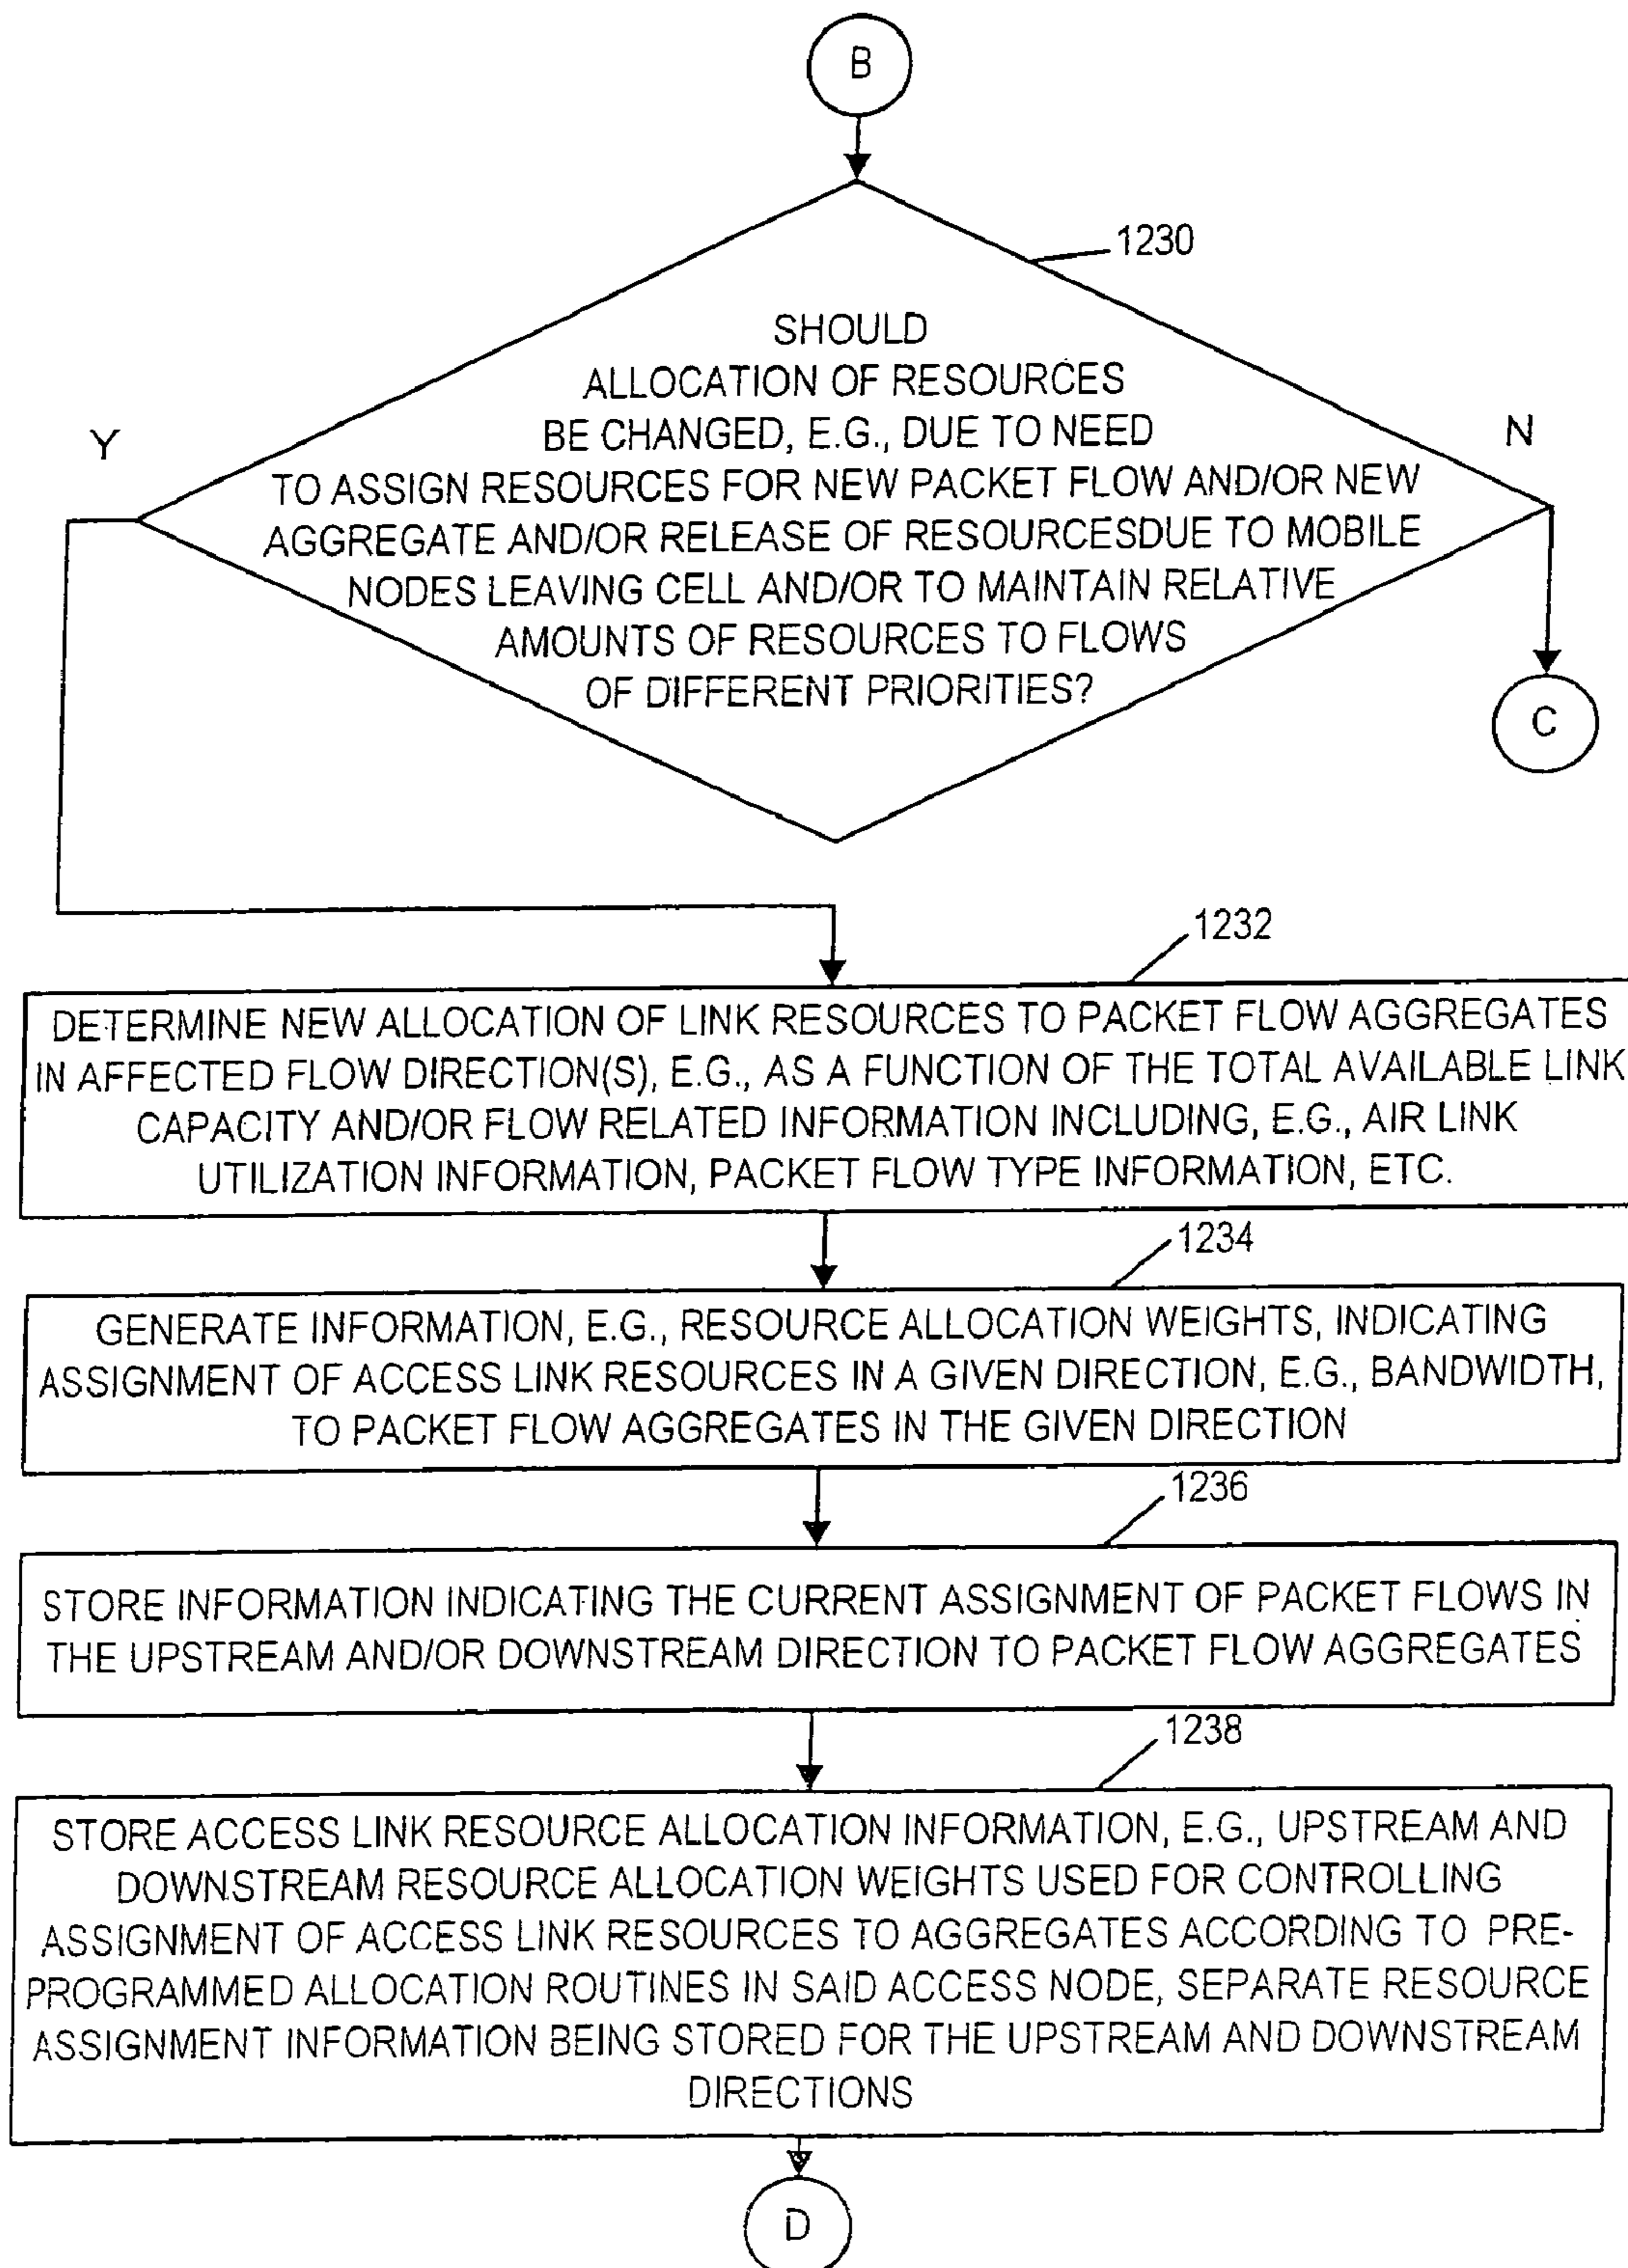 B
1230
SHOULD
ALLOCATION OF RESOURCES
BE CHANGED, E.G., DUE TO NEED
TO ASSIGN RESOURCES FOR NEW PACKET FLOW AND/OR NEW
AGGREGATE AND/OR RELEASE OF RESOURCESDUE TO MOBILE
NODES LEAVING CELL AND/OR TO MAINTAIN RELATIVE
AMOUNTS OF RESOURCES TO FLOWS
OF DIFFERENT PRIORITIES?
Y
N
C
1232
DETERMINE NEW ALLOCATION OF LINK RESOURCES TO PACKET FLOW AGGREGATES
IN AFFECTED FLOW DIRECTION(S), E.G., AS A FUNCTION OF THE TOTAL AVAILABLE LINK
CAPACITY AND/OR FLOW RELATED INFORMATION INCLUDING, E.G., AIR LINK
UTILIZATION INFORMATION, PACKET FLOW TYPE INFORMATION, ETC.
1234
GENERATE INFORMATION, E.G., RESOURCE ALLOCATION WEIGHTS, INDICATING
ASSIGNMENT OF ACCESS LINK RESOURCES IN A GIVEN DIRECTION, E.G., BANDWIDTH,
TO PACKET FLOW AGGREGATES IN THE GIVEN DIRECTION
1236
STORE INFORMATION INDICATING THE CURRENT ASSIGNMENT OF PACKET FLOWS IN
THE UPSTREAM AND/OR DOWNSTREAM DIRECTION TO PACKET FLOW AGGREGATES
1238
STORE ACCESS LINK RESOURCE ALLOCATION INFORMATION, E.G., UPSTREAM AND
DOWNSTREAM RESOURCE ALLOCATION WEIGHTS USED FOR CONTROLLING
ASSIGNMENT OF ACCESS LINK RESOURCES TO AGGREGATES ACCORDING TO PRE-
PROGRAMMED ALLOCATION ROUTINES IN SAID ACCESS NODE, SEPARATE RESOURCE
ASSIGNMENT INFORMATION BEING STORED FOR THE UPSTREAM AND DOWNSTREAM
DIRECTIONS
D